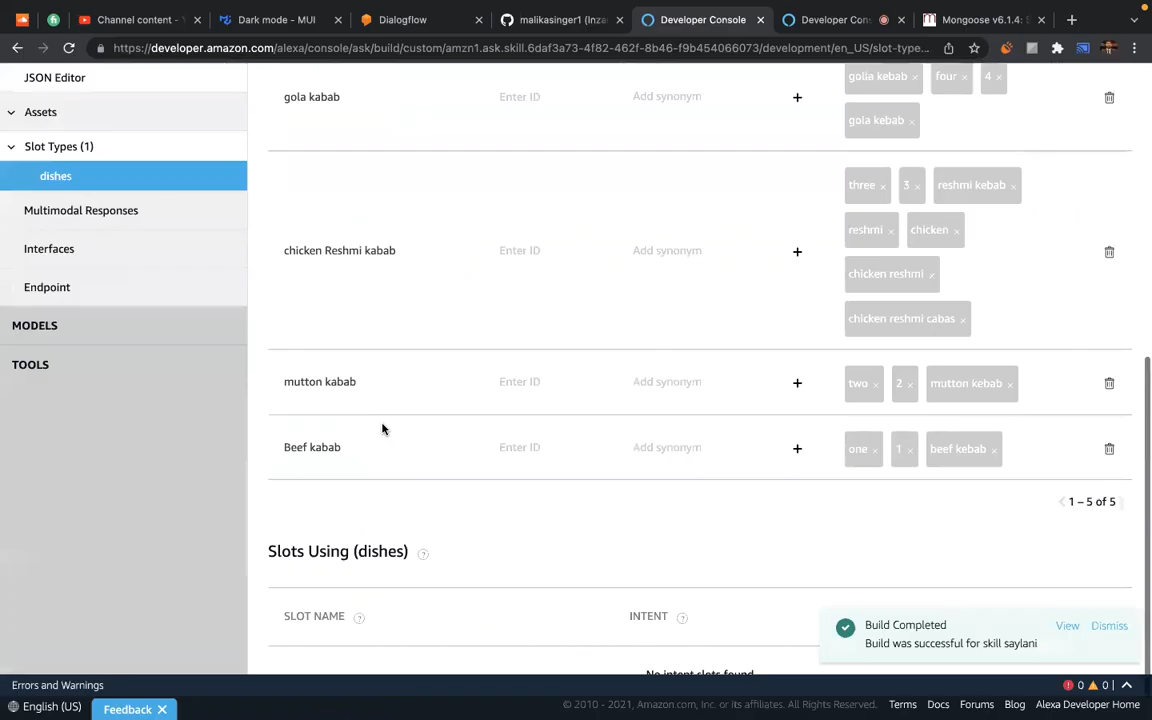 Channel content - Y
Dark mode - MUI
Dialogflow
malikasinger1 (Inza
Developer Console
Developer Con
Mongoose v6.1.4: S
https://developer.amazon.com/alexa/console/ask/build/custom/amzn1.ask.skill.6daf3a73-4f82-462f-8b46-f9b454066073/development/en_US/slot-type...
JSON Editor
Assets
Slot Types (1)
dishes
Multimodal Responses
Interfaces
Endpoint
MODELS
TOOLS
golla kebab × four × 4 ×
gola kabab Enter ID Add synonym +
gola kebab ×
three × 3 × reshmi kebab ×
reshmi × chicken ×
chicken Reshmi kabab Enter ID Add synonym +
chicken reshmi ×
chicken reshmi cabas ×
mutton kabab Enter ID Add synonym + two × 2 × mutton kebab ×
Beef kabab Enter ID Add synonym + one × 1 × beef kebab ×
1 – 5 of 5
Slots Using (dishes) ?
SLOT NAME ? INTENT ?
No intent slots found
Build Completed View Dismiss
Build was successful for skill saylani
Errors and Warnings 0 0
English (US) Feedback ×
© 2010 - 2021, Amazon.com, Inc. or its affiliates. All Rights Reserved. Terms Docs Forums Blog Alexa Developer Home